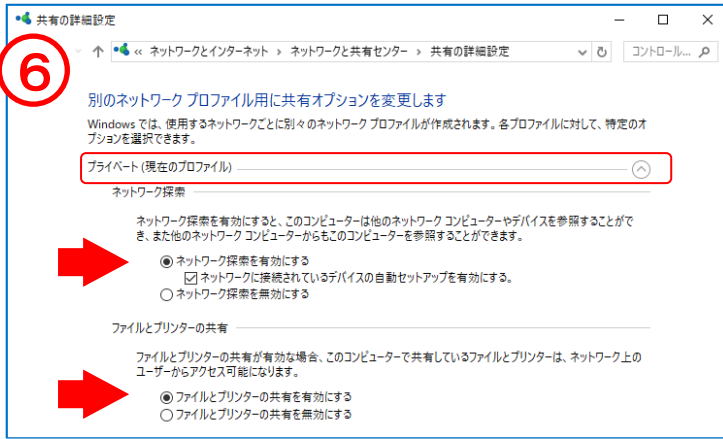 共有の詳細設定
⑥
« ネットワークとインターネット › ネットワークと共有センター › 共有の詳細設定
コントロール...
別のネットワーク プロファイル用に共有オプションを変更します
Windows では、使用するネットワークごとに別々のネットワーク プロファイルが作成されます。各プロファイルに対して、特定のオ
プションを選択できます。
プライベート (現在のプロファイル)
ネットワーク探索
ネットワーク探索を有効にすると、このコンピューターは他のネットワーク コンピューターやデバイスを参照することがで
き、また他のネットワーク コンピューターからもこのコンピューターを参照することができます。
ネットワーク探索を有効にする
ネットワークに接続されているデバイスの自動セットアップを有効にする。
ネットワーク探索を無効にする
ファイルとプリンターの共有
ファイルとプリンターの共有が有効な場合、このコンピューターで共有しているファイルとプリンターは、ネットワーク上の
ユーザーからアクセス可能になります。
ファイルとプリンターの共有を有効にする
ファイルとプリンターの共有を無効にする